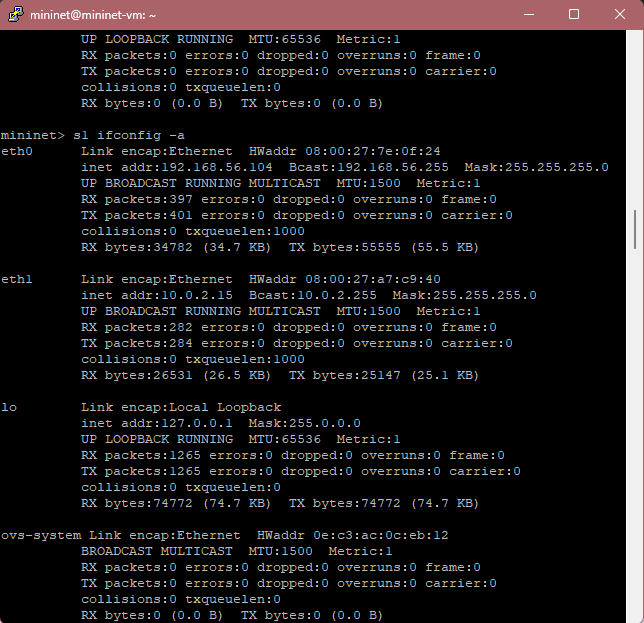 mininet@mininet-vm: ~
UP LOOPBACK RUNNING  MTU:65536  Metric:1
RX packets:0 errors:0 dropped:0 overruns:0 frame:0
TX packets:0 errors:0 dropped:0 overruns:0 carrier:0
collisions:0 txqueuelen:0
RX bytes:0 (0.0 B)  TX bytes:0 (0.0 B)
mininet> s1 ifconfig -a
eth0      Link encap:Ethernet  HWaddr 08:00:27:7e:0f:24
inet addr:192.168.56.104  Bcast:192.168.56.255  Mask:255.255.255.0
UP BROADCAST RUNNING MULTICAST  MTU:1500  Metric:1
RX packets:397 errors:0 dropped:0 overruns:0 frame:0
TX packets:401 errors:0 dropped:0 overruns:0 carrier:0
collisions:0 txqueuelen:1000
RX bytes:34782 (34.7 KB)  TX bytes:55555 (55.5 KB)
eth1      Link encap:Ethernet  HWaddr 08:00:27:a7:c9:40
inet addr:10.0.2.15  Bcast:10.0.2.255  Mask:255.255.255.0
UP BROADCAST RUNNING MULTICAST  MTU:1500  Metric:1
RX packets:282 errors:0 dropped:0 overruns:0 frame:0
TX packets:284 errors:0 dropped:0 overruns:0 carrier:0
collisions:0 txqueuelen:1000
RX bytes:26531 (26.5 KB)  TX bytes:25147 (25.1 KB)
lo        Link encap:Local Loopback
inet addr:127.0.0.1  Mask:255.0.0.0
UP LOOPBACK RUNNING  MTU:65536  Metric:1
RX packets:1265 errors:0 dropped:0 overruns:0 frame:0
TX packets:1265 errors:0 dropped:0 overruns:0 carrier:0
collisions:0 txqueuelen:0
RX bytes:74772 (74.7 KB)  TX bytes:74772 (74.7 KB)
ovs-system Link encap:Ethernet  HWaddr 0e:c3:ac:0c:eb:12
BROADCAST MULTICAST  MTU:1500  Metric:1
RX packets:0 errors:0 dropped:0 overruns:0 frame:0
TX packets:0 errors:0 dropped:0 overruns:0 carrier:0
collisions:0 txqueuelen:0
RX bytes:0 (0.0 B)  TX bytes:0 (0.0 B)